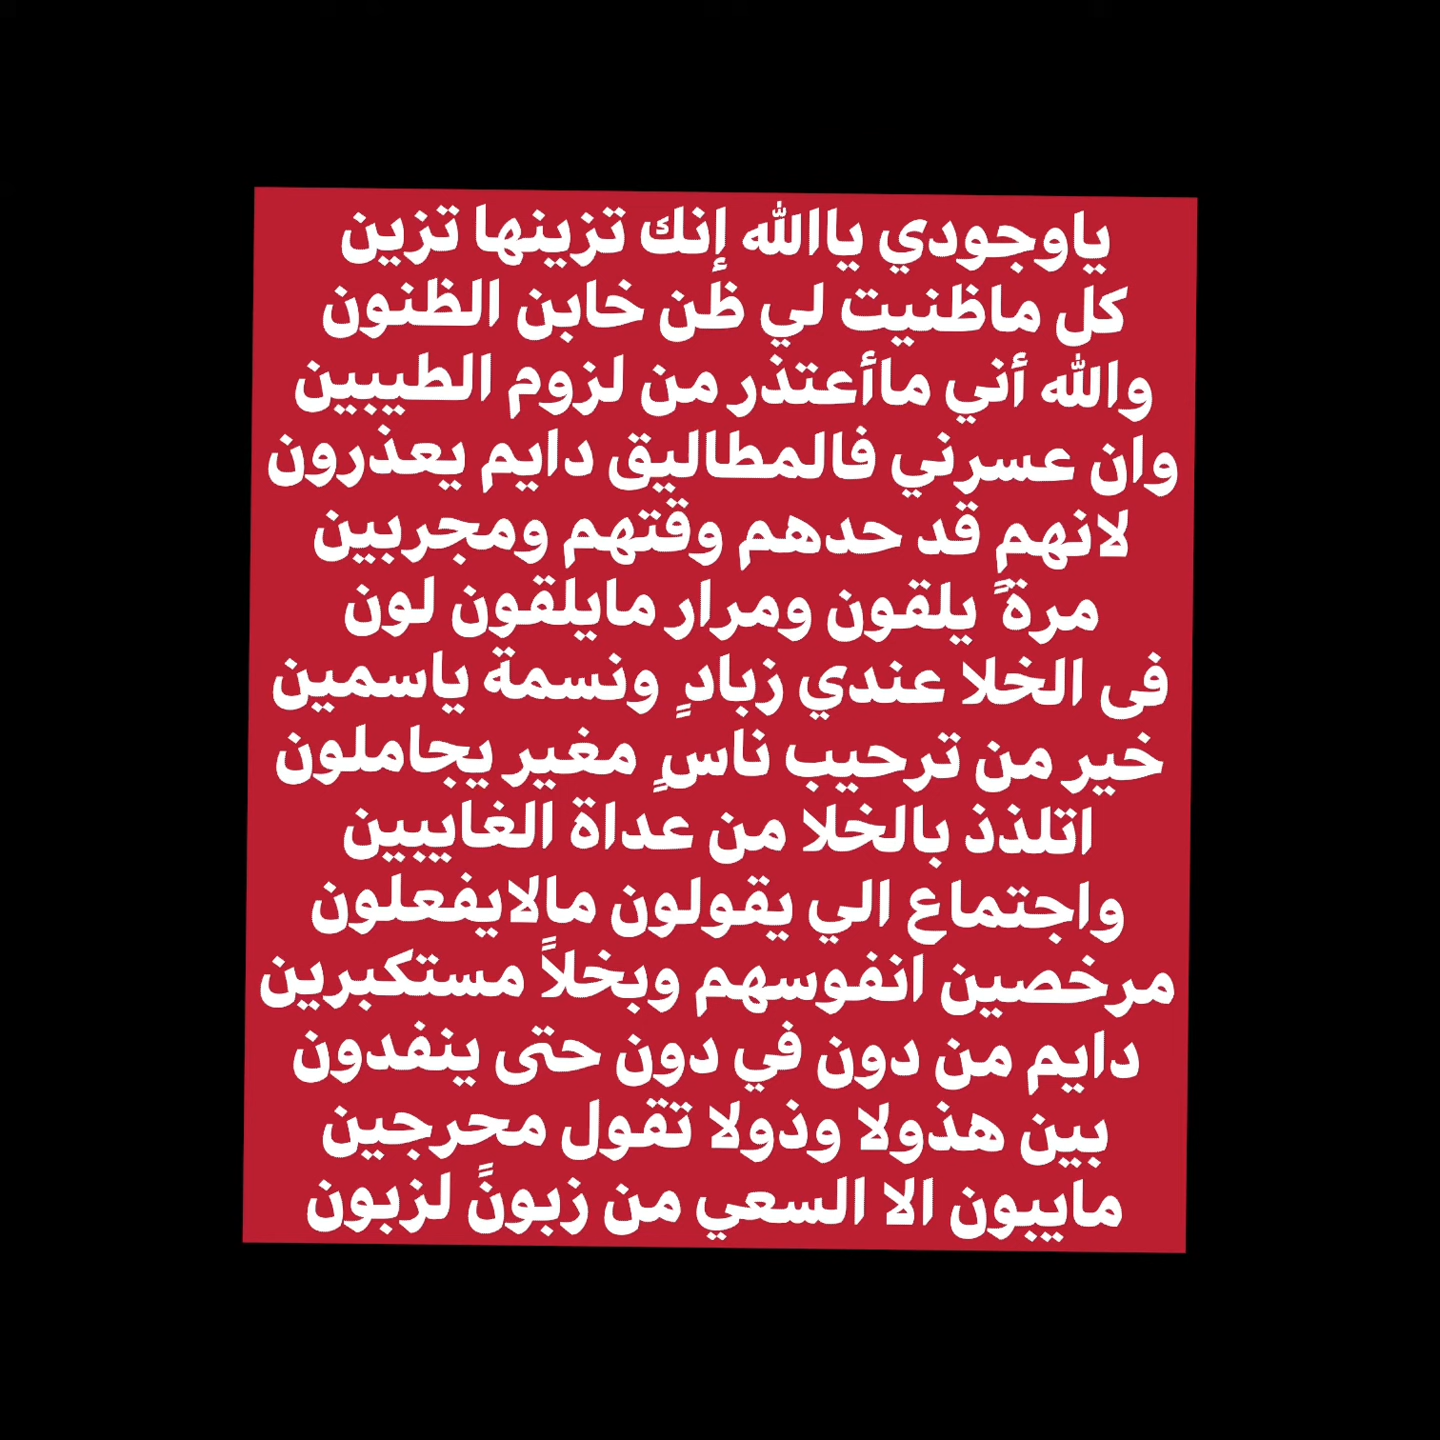 ياوجودي ياالله إنك تزينها تزين
كل ماظنيت لي ظن خابن الظنون
والله أني ماأعتذر من لزوم الطيبين
وان عسرني فالمطاليق دايم يعذرون
لانهم قد حدهم وقتهم ومجربين
مرة ً يلقون ومرار مايلقون لون
فى الخلا عندي زبادٍ ونسمة ياسمين
خير من ترحيب ناسٍ مغير يجاملون
اتلذذ بالخلا من عداة الغايبين
واجتماع الي يقولون مالايفعلون
مرخصين انفوسهم وبخلاً مستكبرين
دايم من دون في دون حتى ينفدون
بين هذولا وذولا تقول محرجين
مايبون الا السعي من زبونً لزبون